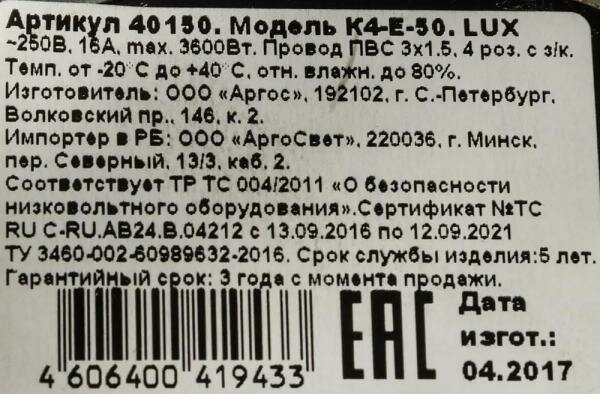 Артикул 40150. Модель К4-Е-50. LUX
~250В, 16А, max. 3600Вт. Провод ПВС 3х1.5, 4 роз. с з/к.
Темп. от -20°С до +40°С, отн. влажн. до 80%.
Изготовитель: ООО «Аргос», 192102, г. С.-Петербург,
Волковский пр., 146, к. 2.
Импортер в РБ: ООО «АргоСвет», 220036, г. Минск,
пер. Северный, 13/3, каб. 2.
Соответствует ТР ТС 004/2011 «О безопасности
низковольтного оборудования».Сертификат №ТС
RU C-RU.АВ24.В.04212 с 13.09.2016 по 12.09.2021
ТУ 3460-002-60989632-2016. Срок службы изделия:5 лет.
Гарантийный срок: 3 года с момента продажи.
EAC
Дата
изгот.:
04.2017
4 606400 419433